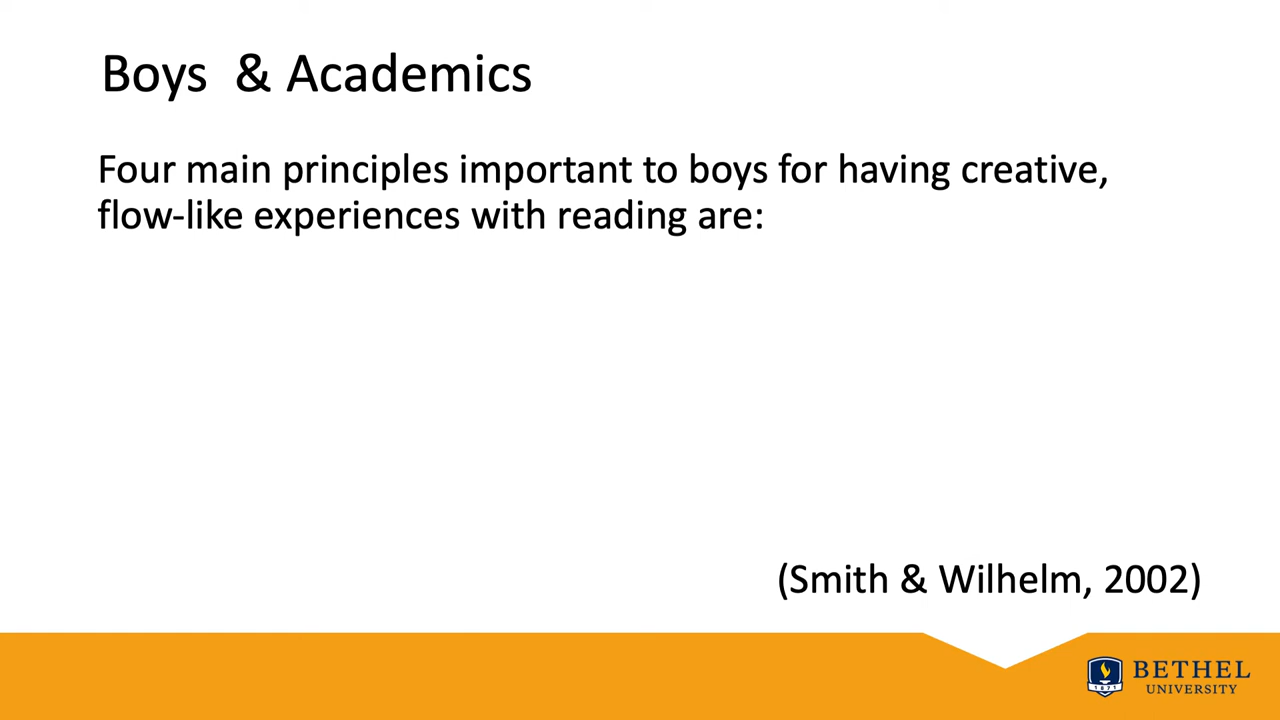 Boys & Academics
Four main principles important to boys for having creative,
flow-like experiences with reading are:
(Smith & Wilhelm, 2002)
1871
BETHEL
UNIVERSITY